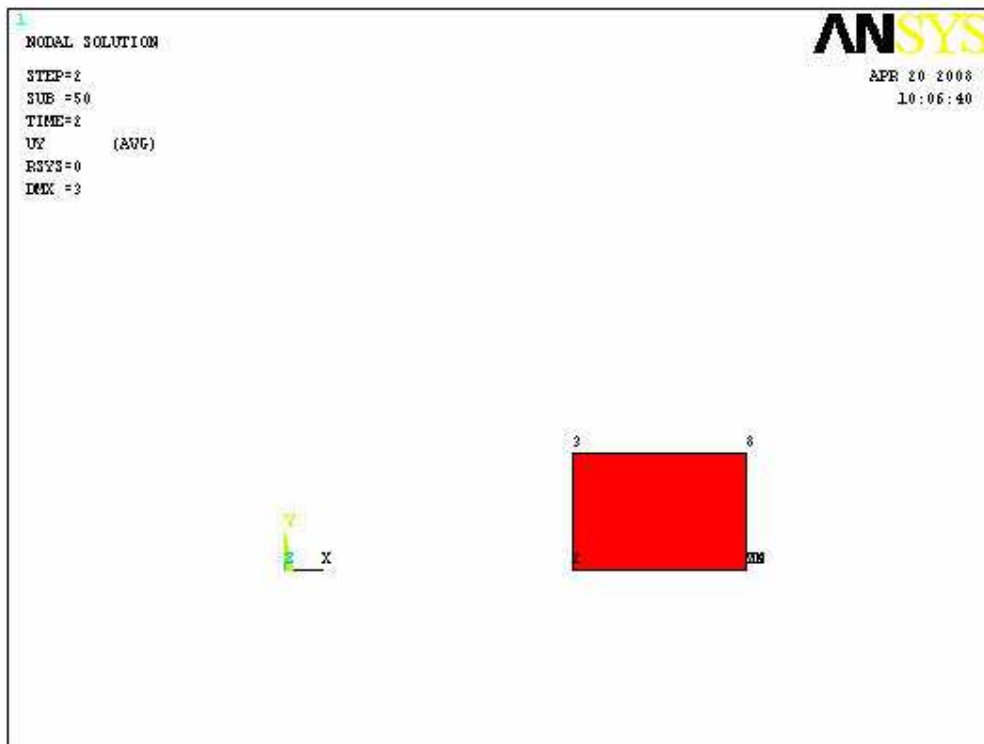 1
NODAL SOLUTION
STEP=2
SUB =50
TIME=2
UY (AVG)
RSYS=0
DMX =3
ANSYS
APR 20 2008
10:06:40
3 8
Y
X